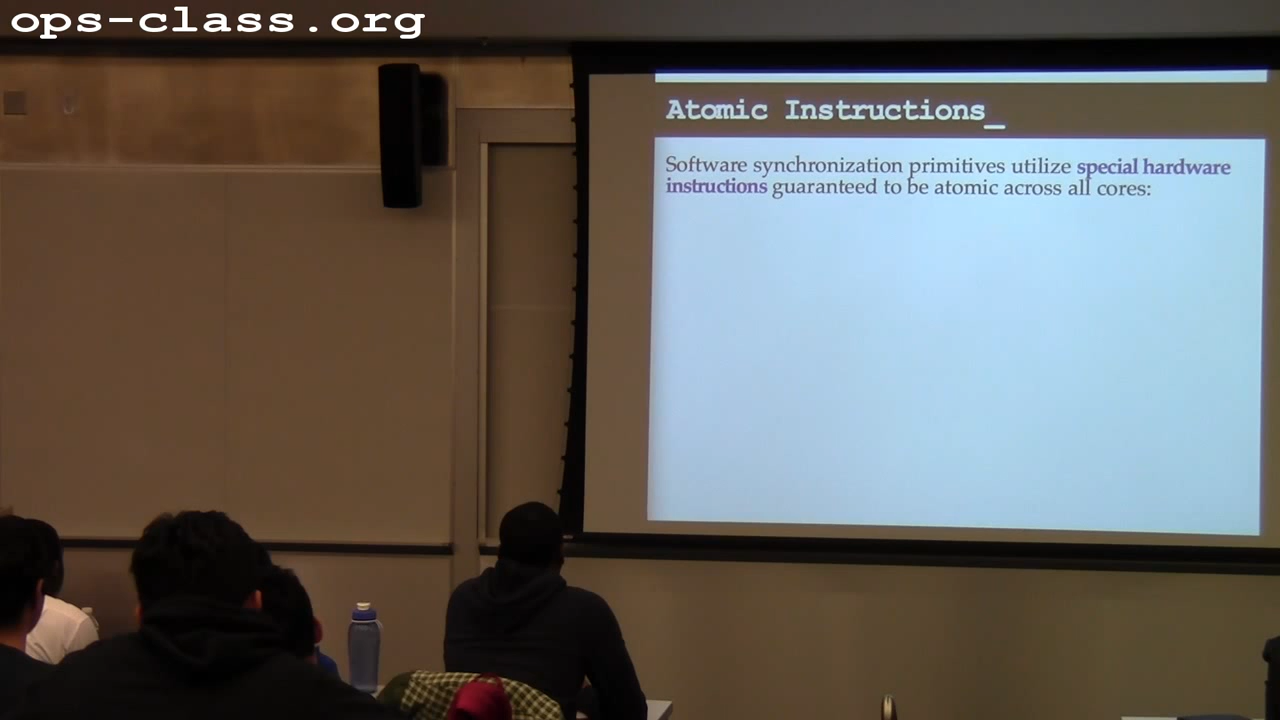 ops-class.org
Atomic Instructions_
Software synchronization primitives utilize special hardware
instructions guaranteed to be atomic across all cores: